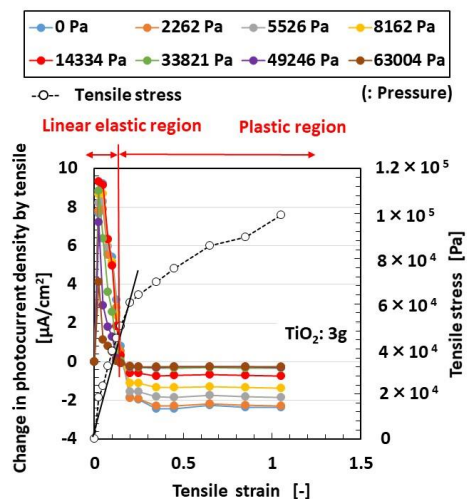 0 Pa 2262 Pa 5526 Pa 8162 Pa
14334 Pa 33821 Pa 49246 Pa 63004 Pa
Tensile stress (: Pressure)
Linear elastic region Plastic region
Change in photocurrent density by tensile
[μA/cm²]
10
8
6
4
2
0
-2
-4
1.2 × 10⁵
1 × 10⁵
8 × 10⁴
6 × 10⁴
4 × 10⁴
2 × 10⁴
0
Tensile stress [Pa]
TiO₂: 3g
0 0.5 1 1.5
Tensile strain [-]